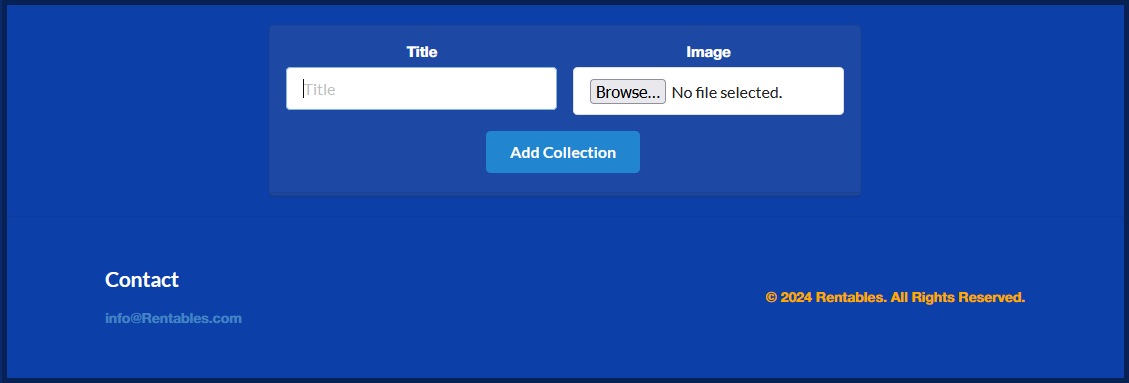 Title
Image
Title
Browse... No file selected.
Add Collection
Contact
info@Rentables.com
© 2024 Rentables. All Rights Reserved.